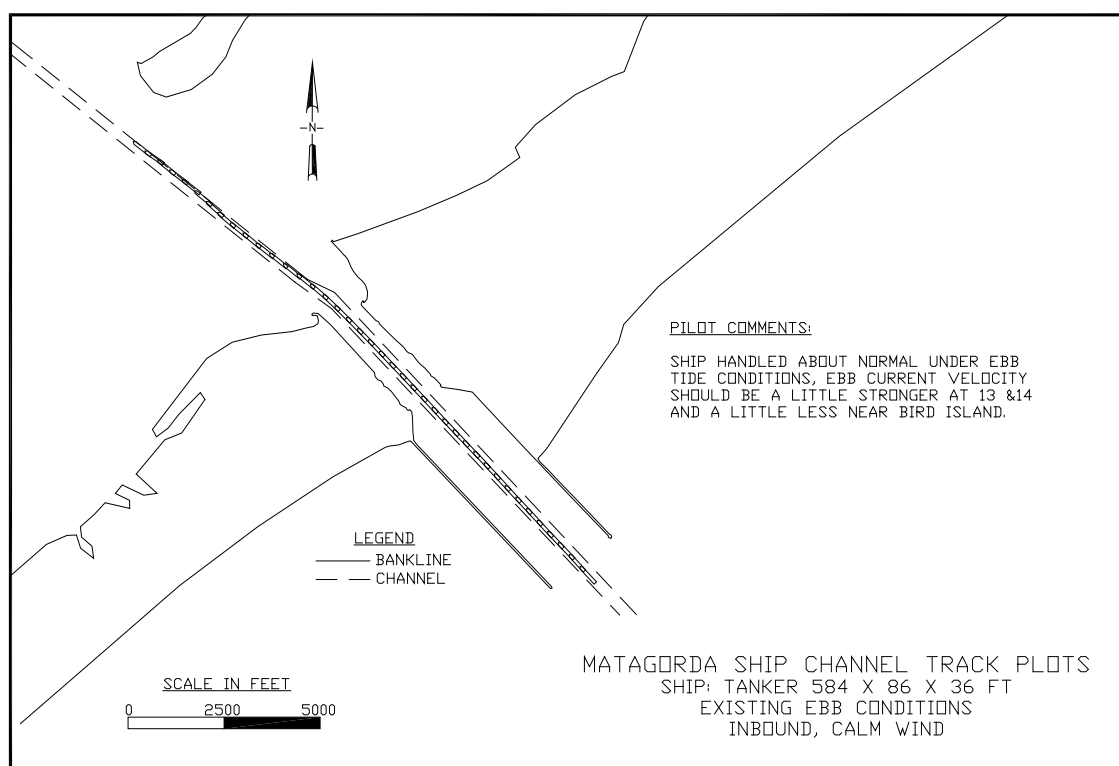 -N-
PILOT COMMENTS:
SHIP HANDLED ABOUT NORMAL UNDER EBB
TIDE CONDITIONS, EBB CURRENT VELOCITY
SHOULD BE A LITTLE STRONGER AT 13 &14
AND A LITTLE LESS NEAR BIRD ISLAND.
LEGEND
BANKLINE
CHANNEL
SCALE IN FEET
0 2500 5000
MATAGORDA SHIP CHANNEL TRACK PLOTS
SHIP: TANKER 584 X 86 X 36 FT
EXISTING EBB CONDITIONS
INBOUND, CALM WIND